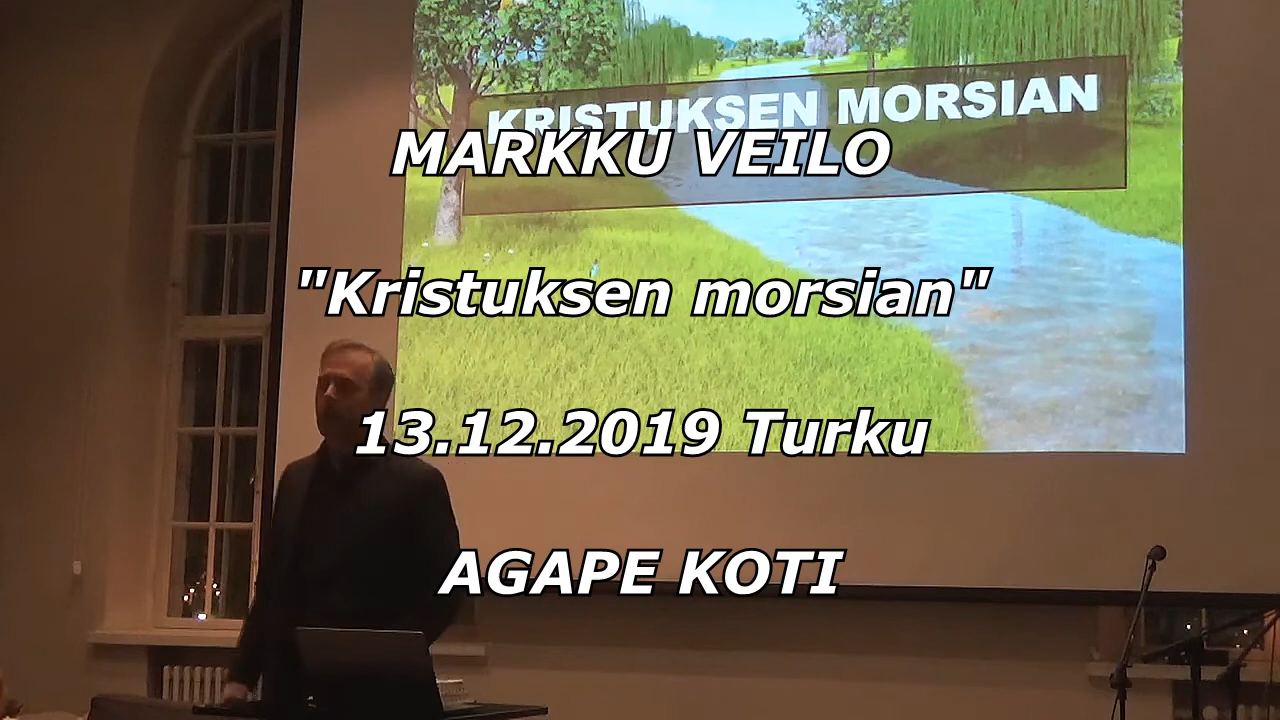 KRISTUKSEN MORSIAN
MARKKU VEILO
"Kristuksen morsian"
13.12.2019 Turku
AGAPE KOTI